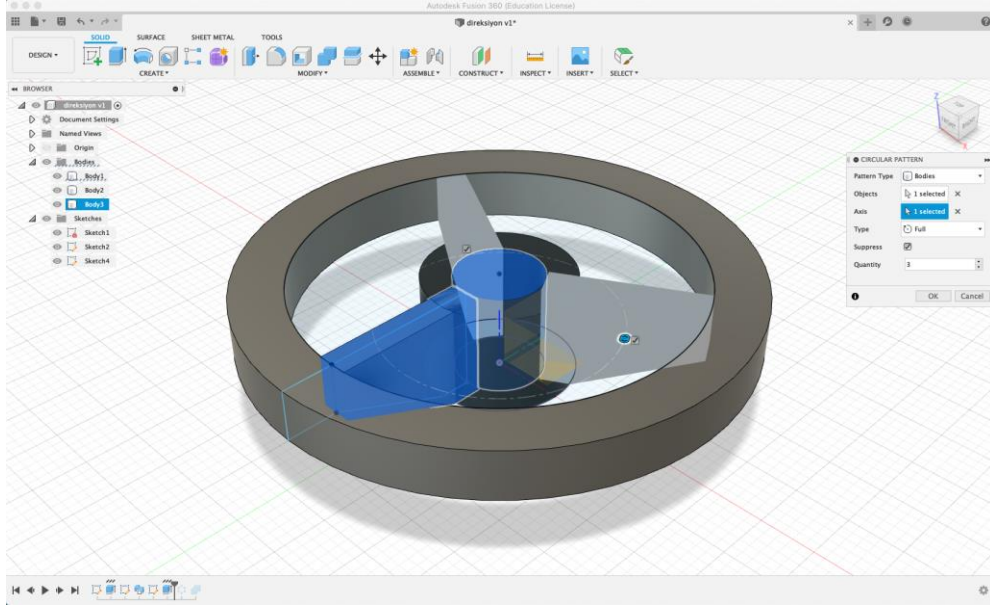 Autodesk Fusion 360 (Education License)
direksiyon v1*
SOLID SURFACE SHEET METAL TOOLS
DESIGN
CREATE MODIFY ASSEMBLE CONSTRUCT INSPECT INSERT SELECT
BROWSER
direksiyon v1
Document Settings
Named Views
Origin
Bodies
Body1
Body2
Body3
Sketches
Sketch1
Sketch2
Sketch4
Z
FRONT RIGHT
X
CIRCULAR PATTERN
Pattern Type Bodies
Objects 1 selected
Axis 1 selected
Type Full
Suppress
Quantity 3
OK Cancel